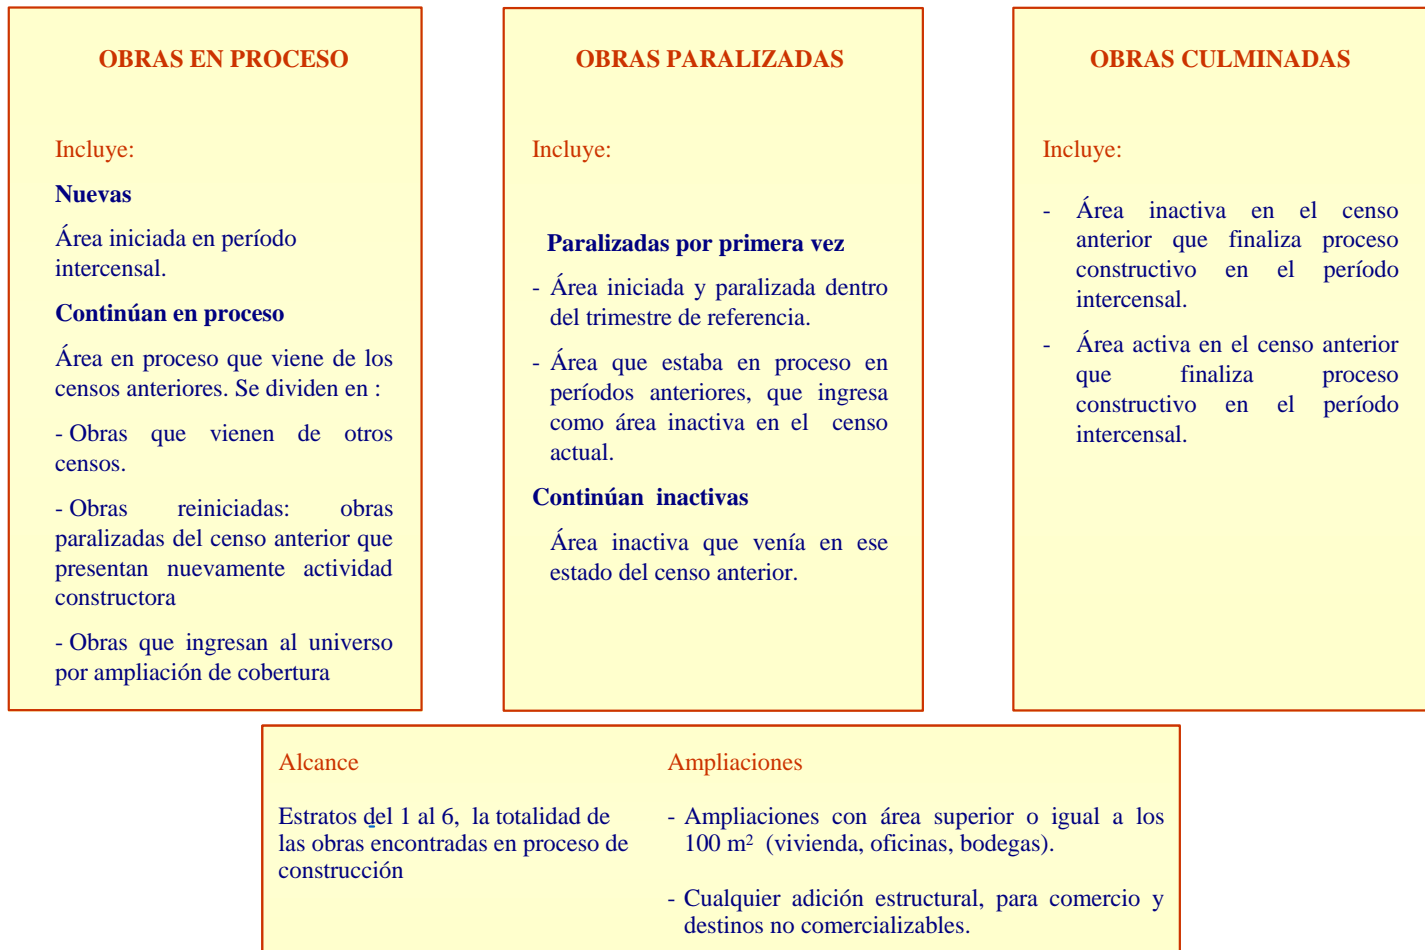 OBRAS EN PROCESO
Incluye:
Nuevas
Área iniciada en período
intercensal.
Continúan en proceso
Área en proceso que viene de los
censos anteriores. Se dividen en :
- Obras que vienen de otros
censos.
- Obras reiniciadas: obras
paralizadas del censo anterior que
presentan nuevamente actividad
constructora
- Obras que ingresan al universo
por ampliación de cobertura
OBRAS PARALIZADAS
Incluye:
Paralizadas por primera vez
- Área iniciada y paralizada dentro
del trimestre de referencia.
- Área que estaba en proceso en
períodos anteriores, que ingresa
como área inactiva en el censo
actual.
Continúan inactivas
Área inactiva que venía en ese
estado del censo anterior.
OBRAS CULMINADAS
Incluye:
- Área inactiva en el censo
anterior que finaliza proceso
constructivo en el período
intercensal.
- Área activa en el censo anterior
que finaliza proceso
constructivo en el período
intercensal.
Alcance
Estratos del 1 al 6, la totalidad de
las obras encontradas en proceso de
construcción
Ampliaciones
- Ampliaciones con área superior o igual a los
100 m² (vivienda, oficinas, bodegas).
- Cualquier adición estructural, para comercio y
destinos no comercializables.